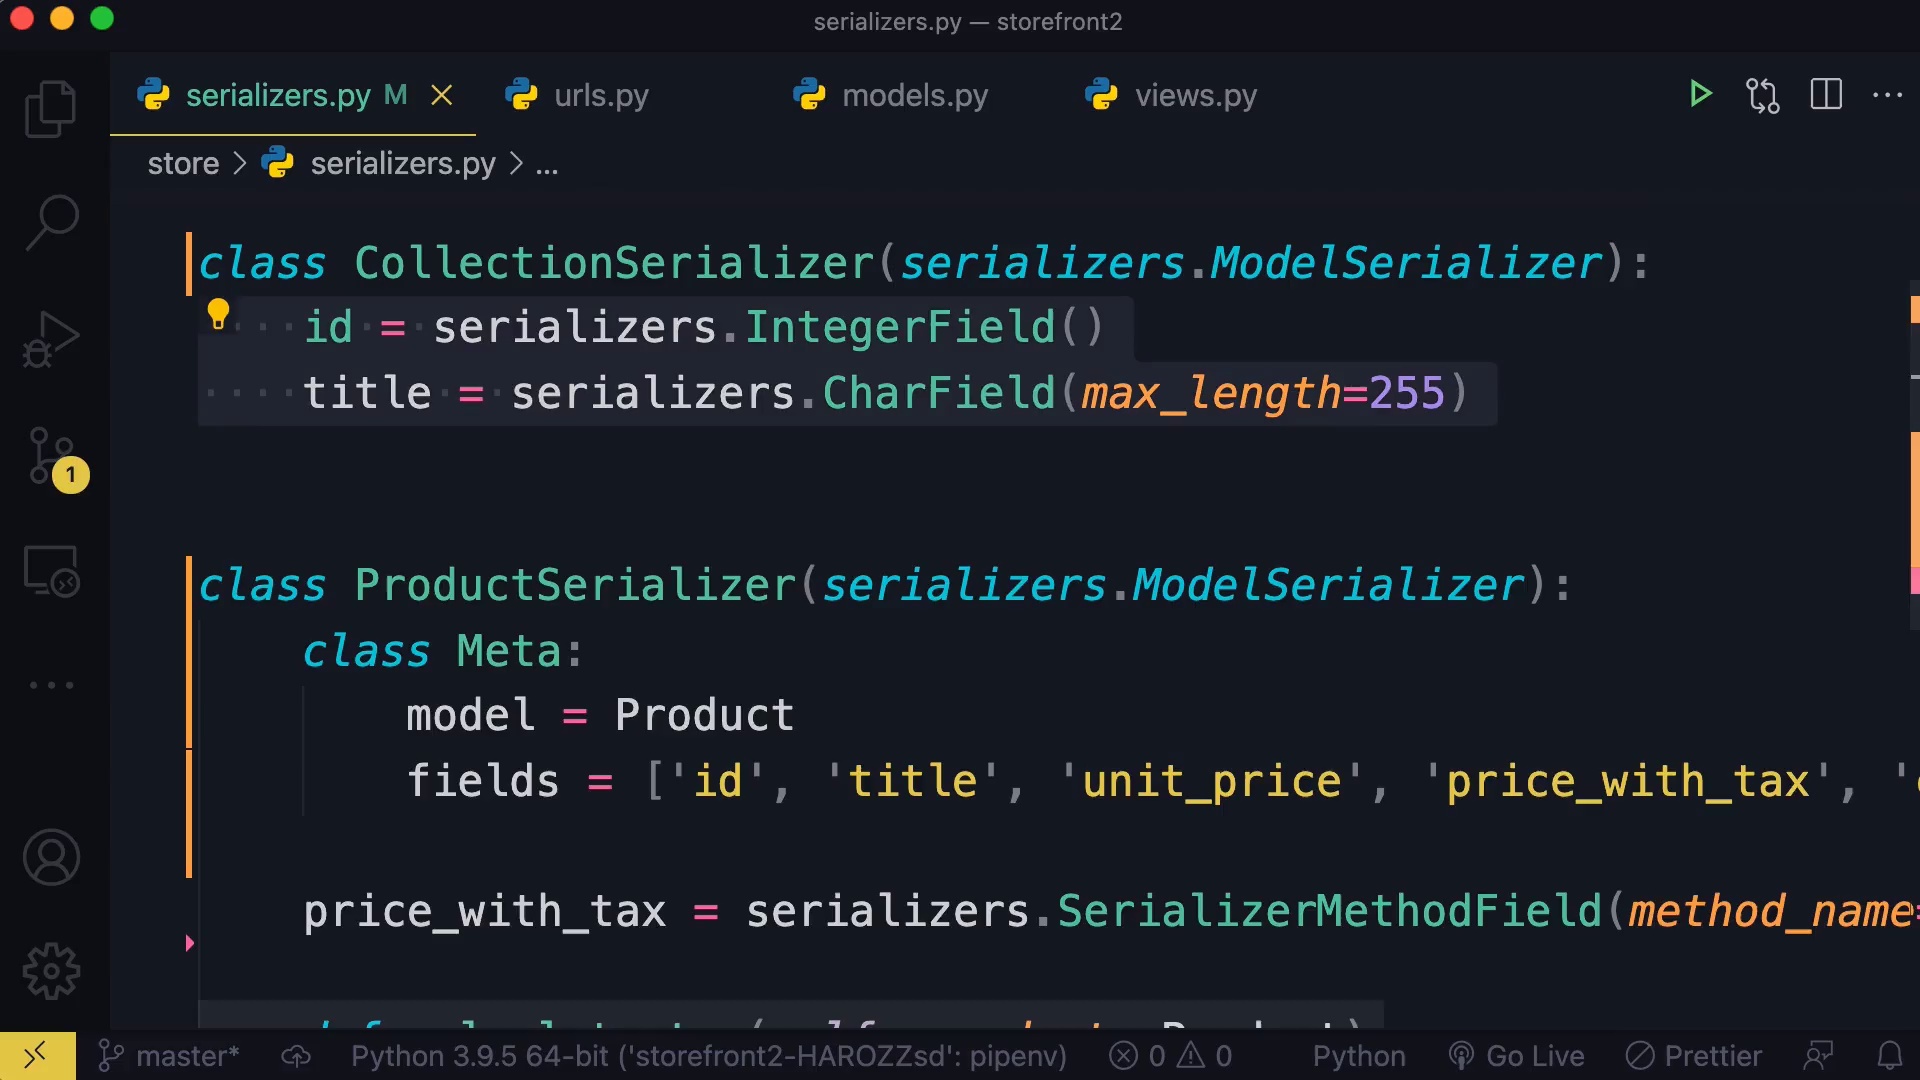 serializers.py — storefront2
serializers.py M
urls.py
models.py
views.py
store > serializers.py > ...
class CollectionSerializer(serializers.ModelSerializer):
id = serializers.IntegerField()
title = serializers.CharField(max_length=255)
1
class ProductSerializer(serializers.ModelSerializer):
class Meta:
model = Product
fields = ['id', 'title', 'unit_price', 'price_with_tax', '
price_with_tax = serializers.SerializerMethodField(method_name=
master* Python 3.9.5 64-bit ('storefront2-HAROZZsd': pipenv) 0 0 Python Go Live Prettier